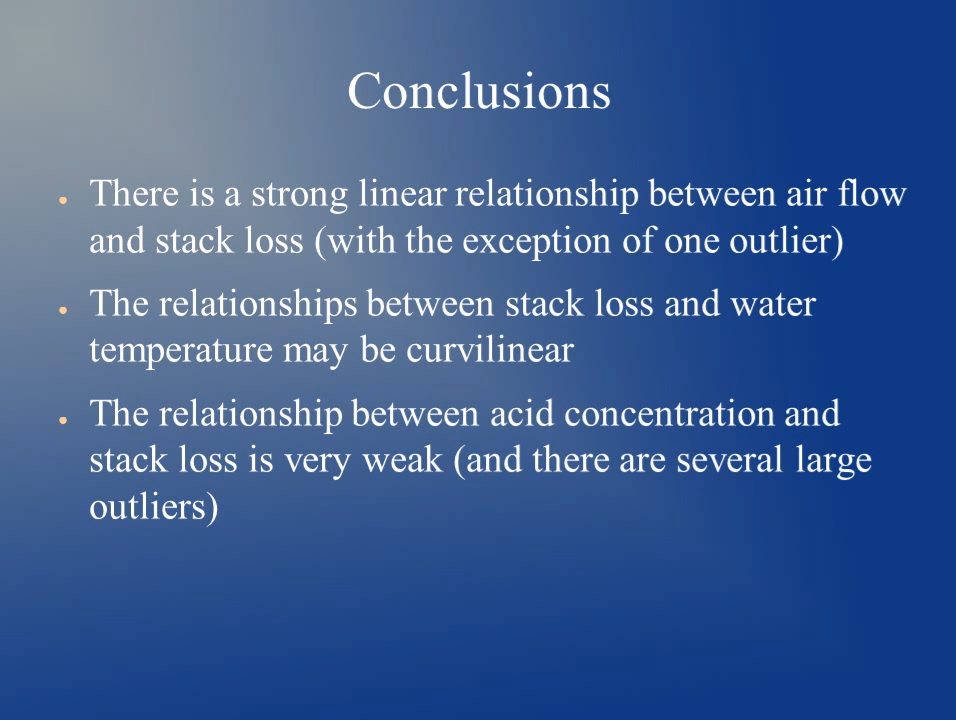 Conclusions
● There is a strong linear relationship between air flow
and stack loss (with the exception of one outlier)
● The relationships between stack loss and water
temperature may be curvilinear
● The relationship between acid concentration and
stack loss is very weak (and there are several large
outliers)